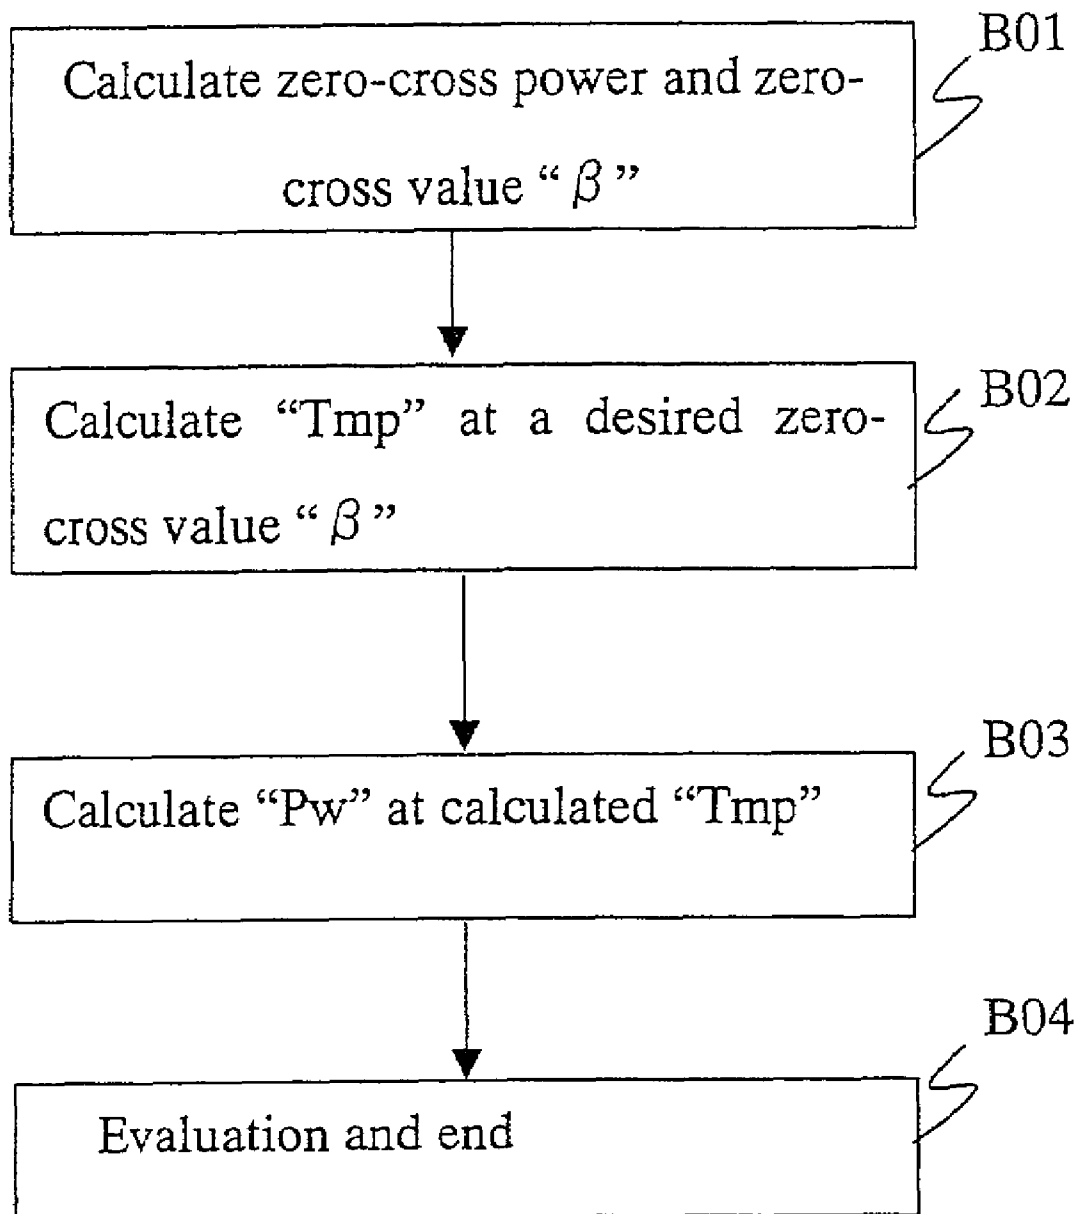 B01
Calculate zero-cross power and zero-
cross value “β”
B02
Calculate “Tmp” at a desired zero-
cross value “β”
B03
Calculate “Pw” at calculated “Tmp”
B04
Evaluation and end